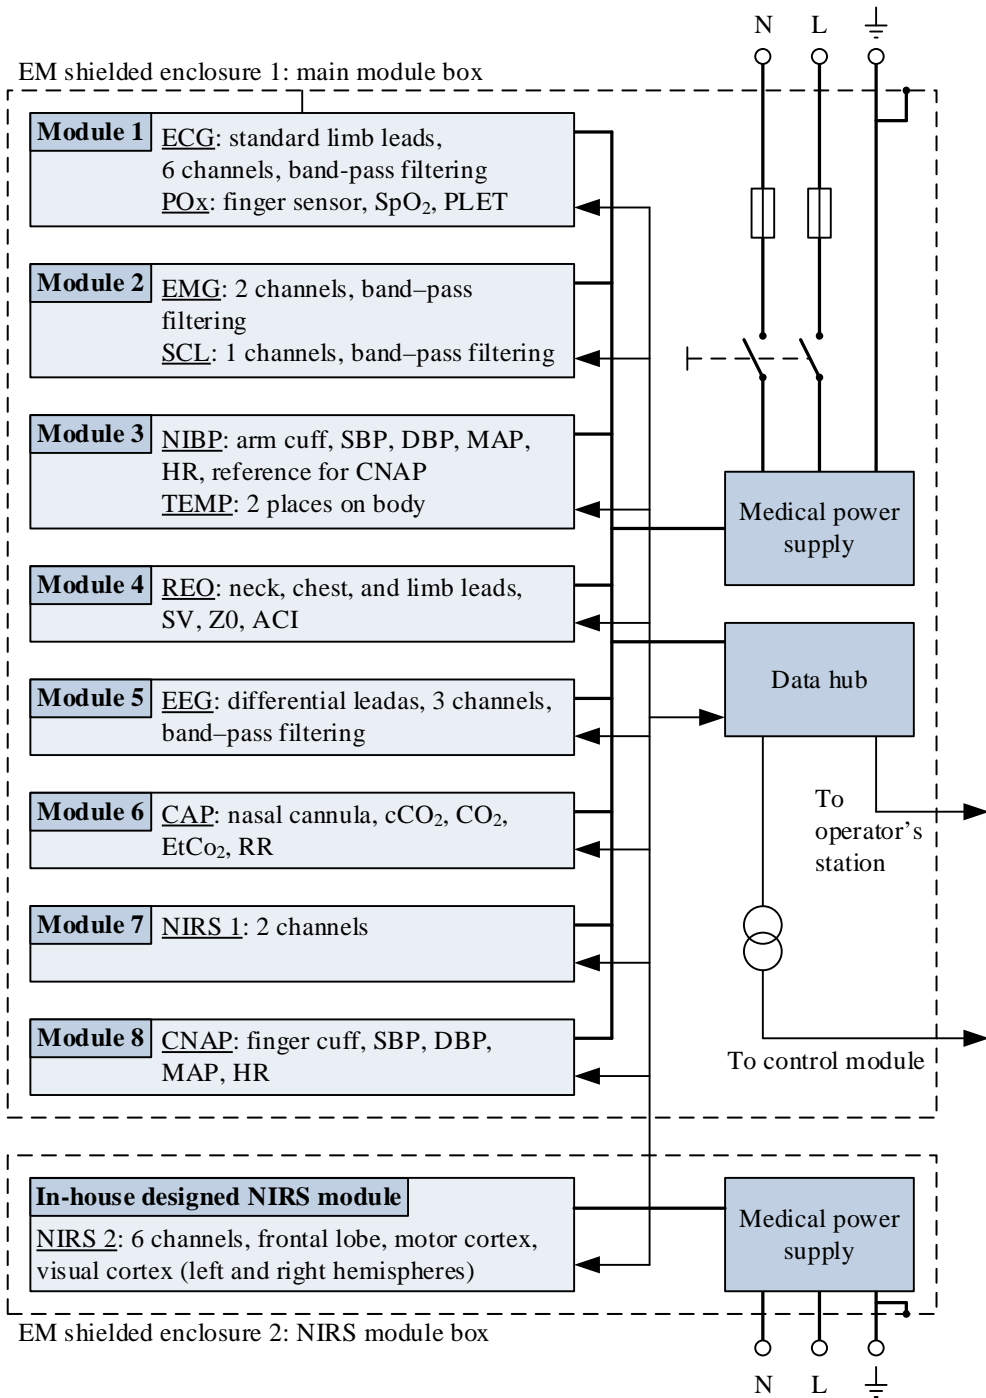 N L
EM shielded enclosure 1: main module box
Module 1 ECG: standard limb leads,
6 channels, band-pass filtering
POx: finger sensor, SpO₂, PLET
Module 2 EMG: 2 channels, band–pass
filtering
SCL: 1 channels, band–pass filtering
Module 3 NIBP: arm cuff, SBP, DBP, MAP,
HR, reference for CNAP
TEMP: 2 places on body
Medical power
supply
Module 4 REO: neck, chest, and limb leads,
SV, Z0, ACI
Data hub
Module 5 EEG: differential leadas, 3 channels,
band–pass filtering
To
operator’s
station
Module 6 CAP: nasal cannula, cCO₂, CO₂,
EtCo₂, RR
Module 7 NIRS 1: 2 channels
Module 8 CNAP: finger cuff, SBP, DBP,
MAP, HR
To control module
In-house designed NIRS module
NIRS 2: 6 channels, frontal lobe, motor cortex,
visual cortex (left and right hemispheres)
Medical power
supply
EM shielded enclosure 2: NIRS module box
N L